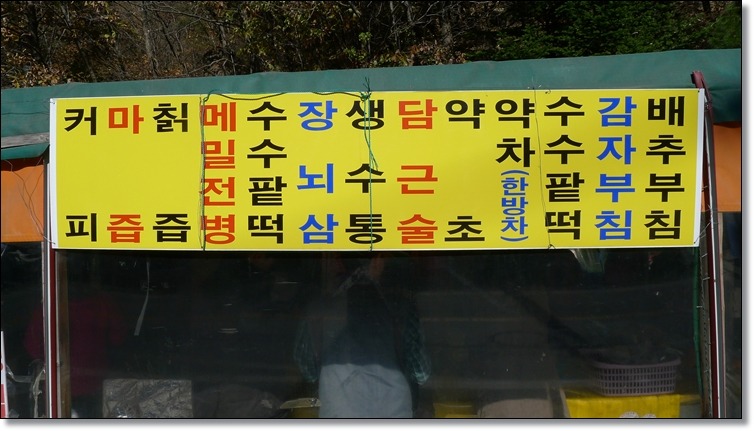 커피
마즙
칡즙
메밀전병
수수팥떡
장뇌삼
생수통
담근술
약초
약차(한방차)
수수팥떡
감자부침
배추부침